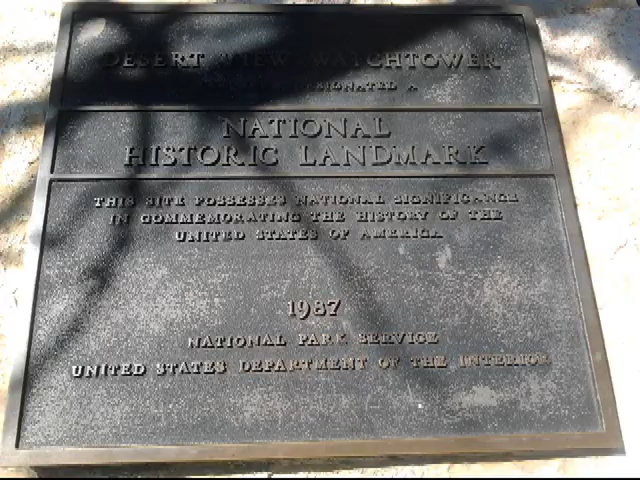 DESERT VIEW WATCHTOWER
DESIGNATED A
NATIONAL
HISTORIC LANDMARK
THIS SITE POSSESSES NATIONAL SIGNIFICANCE
IN COMMEMORATING THE HISTORY OF THE
UNITED STATES OF AMERICA
1987
NATIONAL PARK SERVICE
UNITED STATES DEPARTMENT OF THE INTERIOR